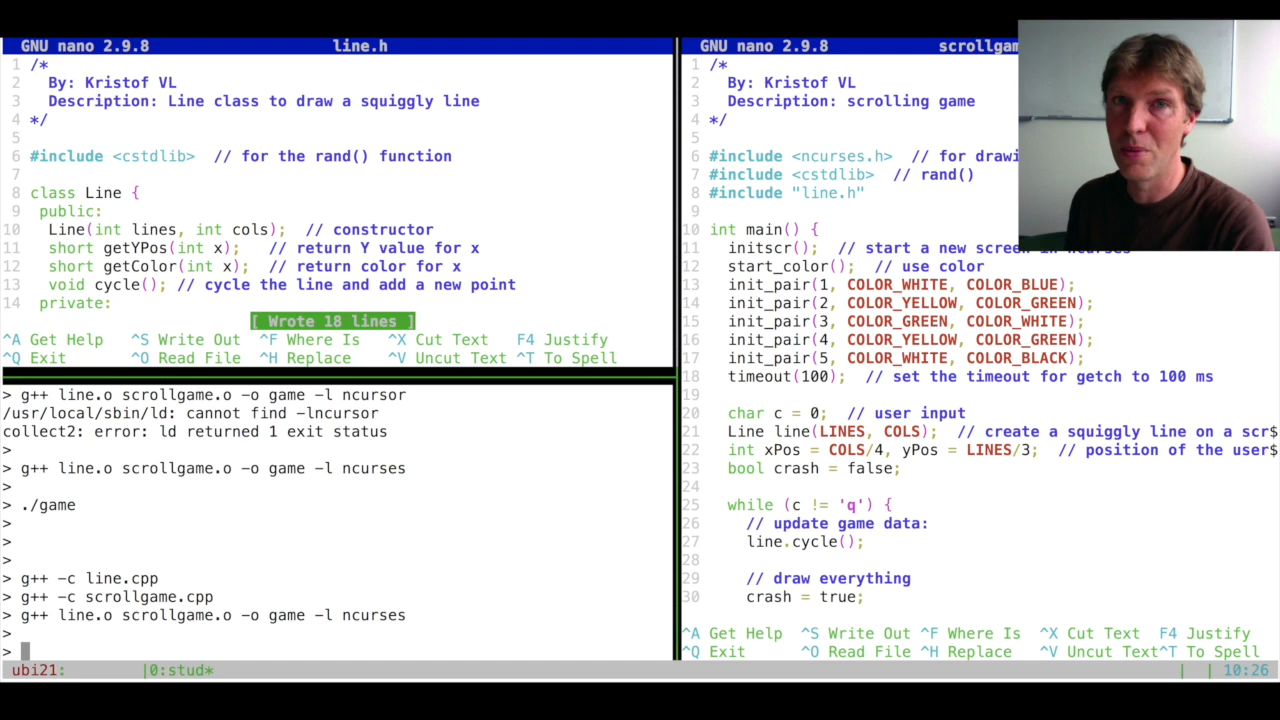 GNU nano 2.9.8 line.h
1 /*
2 By: Kristof VL
3 Description: Line class to draw a squiggly line
4 */
5
6 #include <cstdlib> // for the rand() function
7
8 class Line {
9 public:
10 Line(int lines, int cols); // constructor
11 short getYPos(int x); // return Y value for x
12 short getColor(int x); // return color for x
13 void cycle(); // cycle the line and add a new point
14 private:
[ Wrote 18 lines ]
^A Get Help ^S Write Out ^F Where Is ^X Cut Text F4 Justify
^Q Exit ^O Read File ^H Replace ^V Uncut Text ^T To Spell
> g++ line.o scrollgame.o -o game -l ncursor
/usr/local/sbin/ld: cannot find -lncursor
collect2: error: ld returned 1 exit status
>
> g++ line.o scrollgame.o -o game -l ncurses
>
> ./game
>
>
>
> g++ -c line.cpp
> g++ -c scrollgame.cpp
> g++ line.o scrollgame.o -o game -l ncurses
>
>
GNU nano 2.9.8 scrollgam
1 /*
2 By: Kristof VL
3 Description: scrolling game
4 */
5
6 #include <ncurses.h> // for drawi
7 #include <cstdlib> // rand()
8 #include "line.h"
9
10 int main() {
11 initscr(); // start a new screen in ncurses
12 start_color(); // use color
13 init_pair(1, COLOR_WHITE, COLOR_BLUE);
14 init_pair(2, COLOR_YELLOW, COLOR_GREEN);
15 init_pair(3, COLOR_GREEN, COLOR_WHITE);
16 init_pair(4, COLOR_YELLOW, COLOR_GREEN);
17 init_pair(5, COLOR_WHITE, COLOR_BLACK);
18 timeout(100); // set the timeout for getch to 100 ms
19
20 char c = 0; // user input
21 Line line(LINES, COLS); // create a squiggly line on a scr$
22 int xPos = COLS/4, yPos = LINES/3; // position of the user$
23 bool crash = false;
24
25 while (c != 'q') {
26 // update game data:
27 line.cycle();
28
29 // draw everything
30 crash = true;
^A Get Help ^S Write Out ^F Where Is ^X Cut Text F4 Justify
^Q Exit ^O Read File ^H Replace ^V Uncut Text^T To Spell
ubi21: |0:stud* | | 10:26